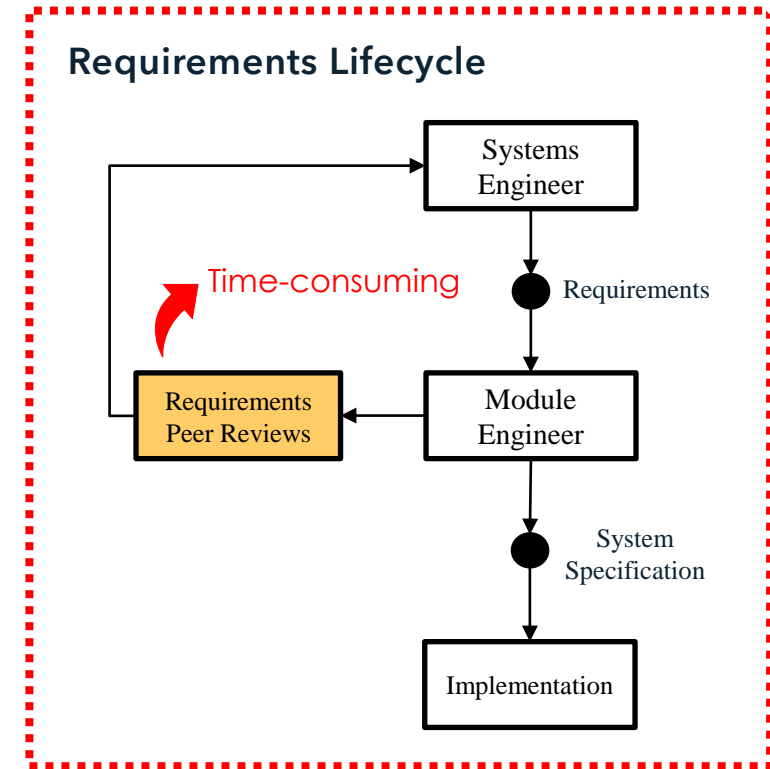 Requirements Lifecycle
Systems
Engineer
Time-consuming
Requirements
Requirements
Peer Reviews
Module
Engineer
System
Specification
Implementation